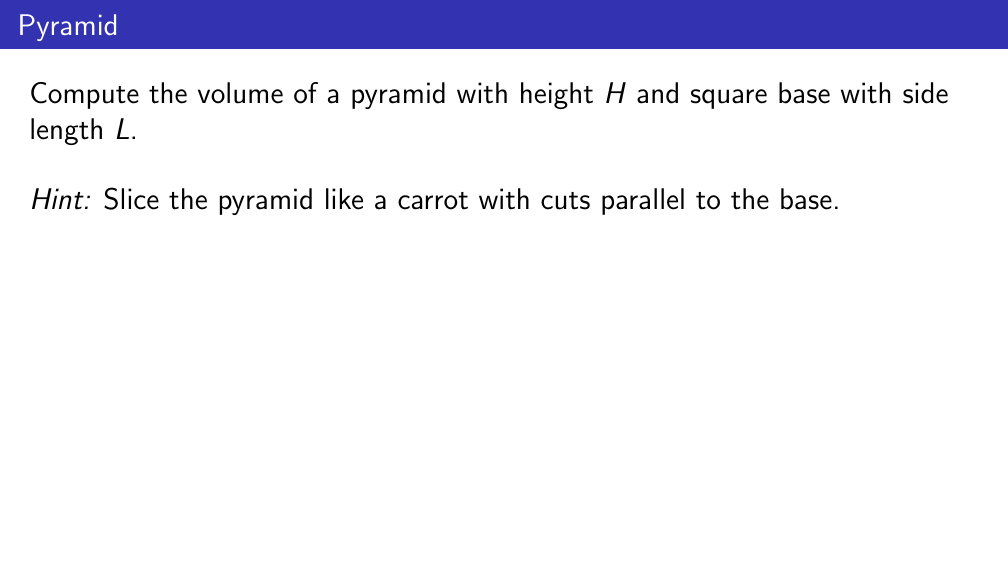 Pyramid
Compute the volume of a pyramid with height H and square base with side
length L.
Hint: Slice the pyramid like a carrot with cuts parallel to the base.